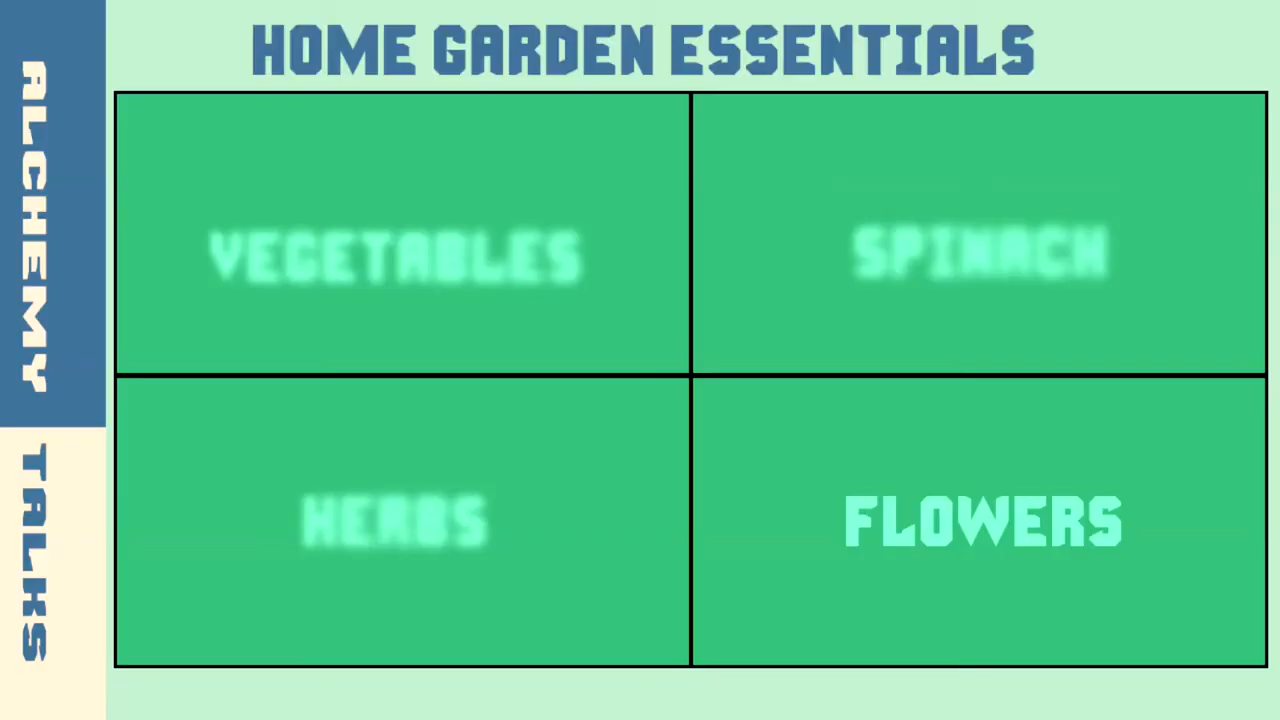 HOME GARDEN ESSENTIALS
ALCHEMY TALKS
VEGETABLES
SPINACH
HERBS
FLOWERS